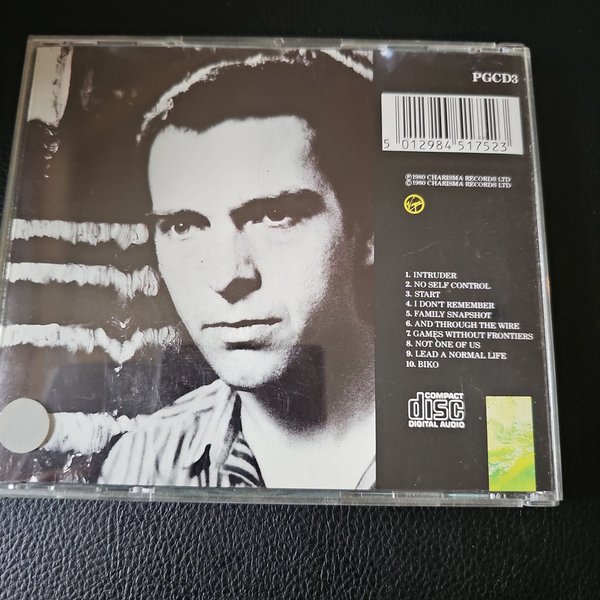 PGCD3
5 012984 517523
℗1980 CHARISMA RECORDS LTD
©1980 CHARISMA RECORDS LTD
Virgin
1. INTRUDER
2. NO SELF CONTROL
3. START
4. I DON'T REMEMBER
5. FAMILY SNAPSHOT
6. AND THROUGH THE WIRE
7. GAMES WITHOUT FRONTIERS
8. NOT ONE OF US
9. LEAD A NORMAL LIFE
10. BIKO
COMPACT
disc
DIGITAL AUDIO